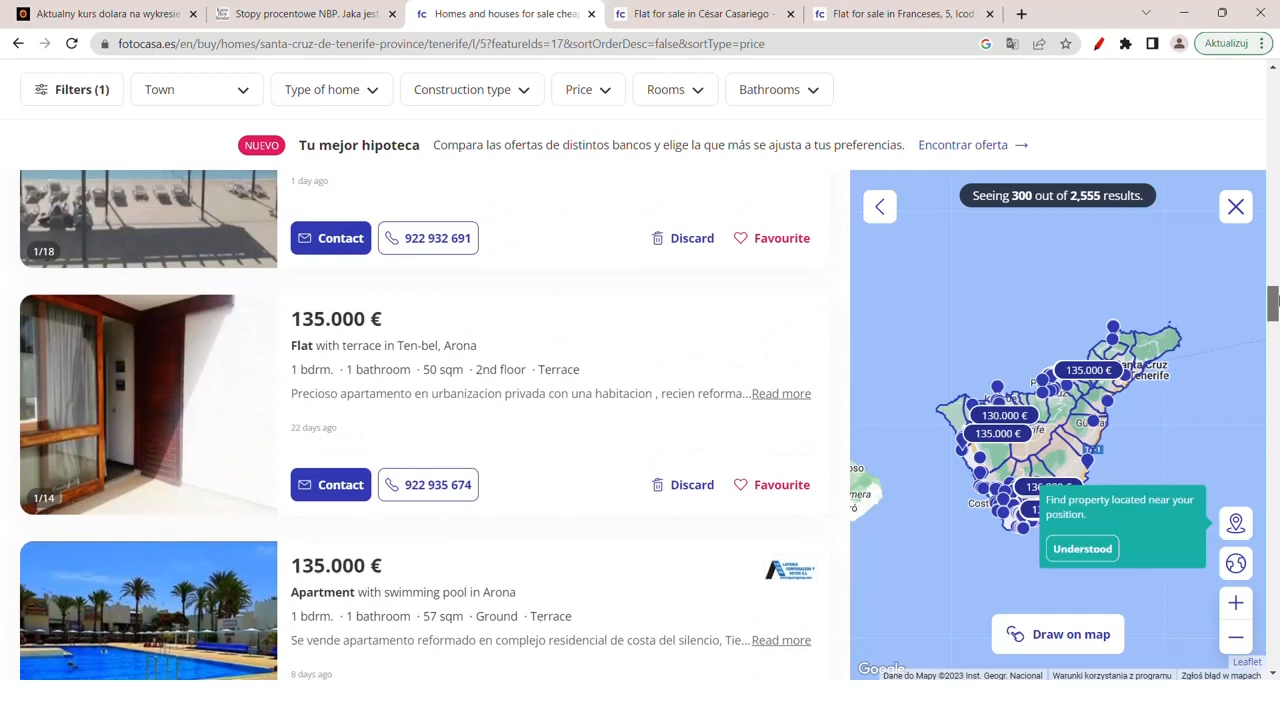 Aktualny kurs dolara na wykresie
Stopy procentowe NBP. Jaka jest
fc Homes and houses for sale chea
fc Flat for sale in César Casariego -
fc Flat for sale in Franceses, 5, Icod
fotocasa.es/en/buy/homes/santa-cruz-de-tenerife-province/tenerife/l/5?featureIds=17&sortOrderDesc=false&sortType=price
Aktualizuj
Filters (1)
Town
Type of home
Construction type
Price
Rooms
Bathrooms
NUEVO Tu mejor hipoteca Compara las ofertas de distintos bancos y elige la que más se ajusta a tus preferencias. Encontrar oferta →
1 day ago
1/18
Contact
922 932 691
Discard
Favourite
135.000 €
Flat with terrace in Ten-bel, Arona
1 bdrm. · 1 bathroom · 50 sqm · 2nd floor · Terrace
Precioso apartamento en urbanizacion privada con una habitacion , recien reforma...Read more
22 days ago
1/14
Contact
922 935 674
Discard
Favourite
135.000 €
Apartment with swimming pool in Arona
1 bdrm. · 1 bathroom · 57 sqm · Ground · Terrace
Se vende apartamento reformado en complejo residencial de costa del silencio, Tie...Read more
8 days ago
Seeing 300 out of 2,555 results.
135.000 €
Tenerife
130.000 €
135.000 €
Find property located near your
position.
Understood
Draw on map
Leaflet
Google
Dane do Mapy ©2023 Inst. Geogr. Nacional
Warunki korzystania z programu
Zgłoś błąd w mapach